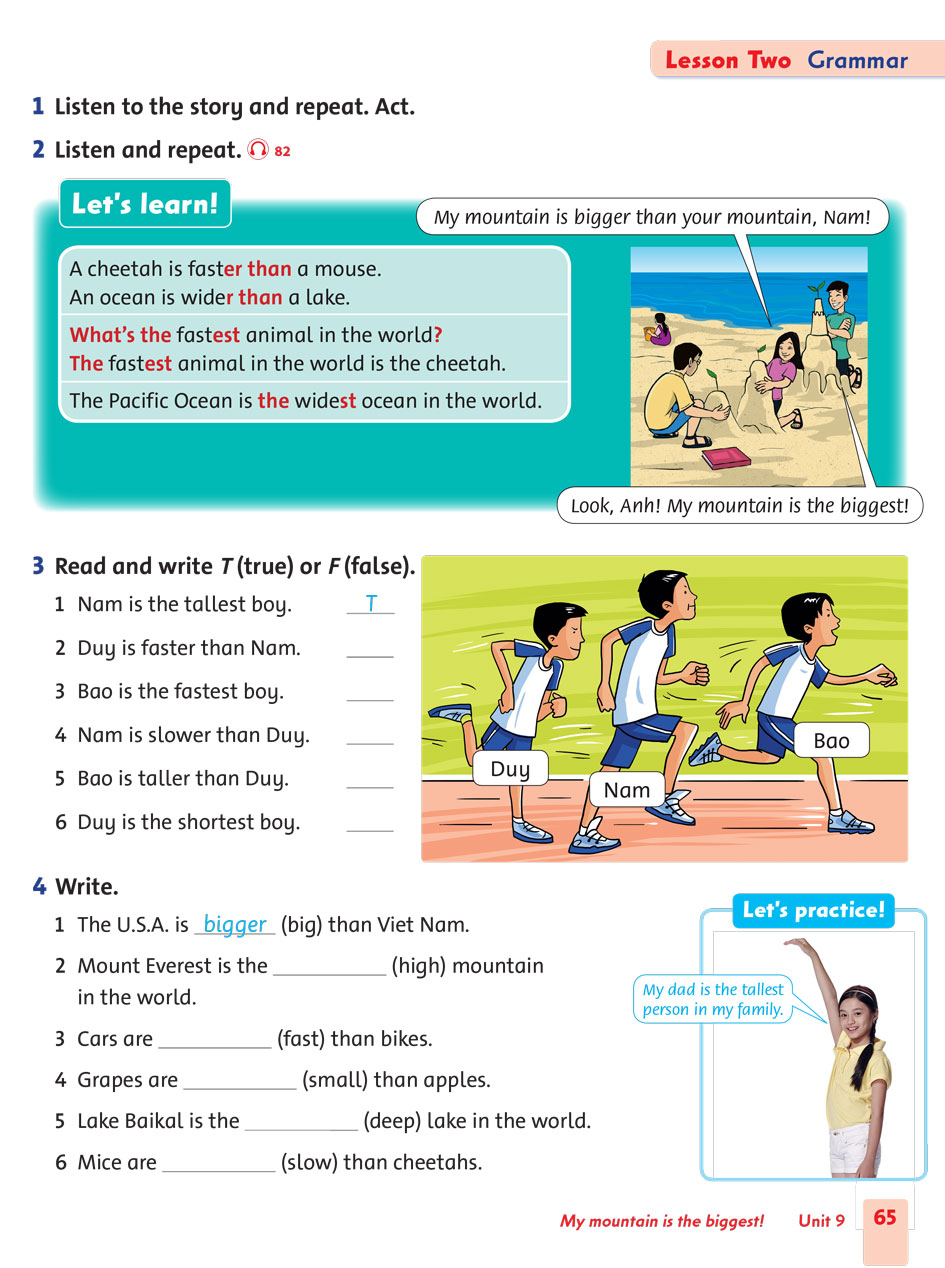 Lesson Two Grammar
1 Listen to the story and repeat. Act.
2 Listen and repeat. 82
Let's learn!
My mountain is bigger than your mountain, Nam!
A cheetah is faster than a mouse.
An ocean is wider than a lake.
What's the fastest animal in the world?
The fastest animal in the world is the cheetah.
The Pacific Ocean is the widest ocean in the world.
Look, Anh! My mountain is the biggest!
3 Read and write T (true) or F (false).
1 Nam is the tallest boy. T
2 Duy is faster than Nam. ____
3 Bao is the fastest boy. ____
4 Nam is slower than Duy. ____
5 Bao is taller than Duy. ____
6 Duy is the shortest boy. ____
Duy
Nam
Bao
4 Write.
1 The U.S.A. is bigger (big) than Viet Nam.
2 Mount Everest is the __________ (high) mountain
in the world.
3 Cars are __________ (fast) than bikes.
4 Grapes are __________ (small) than apples.
5 Lake Baikal is the __________ (deep) lake in the world.
6 Mice are __________ (slow) than cheetahs.
Let's practice!
My dad is the tallest
person in my family.
My mountain is the biggest! Unit 9 65